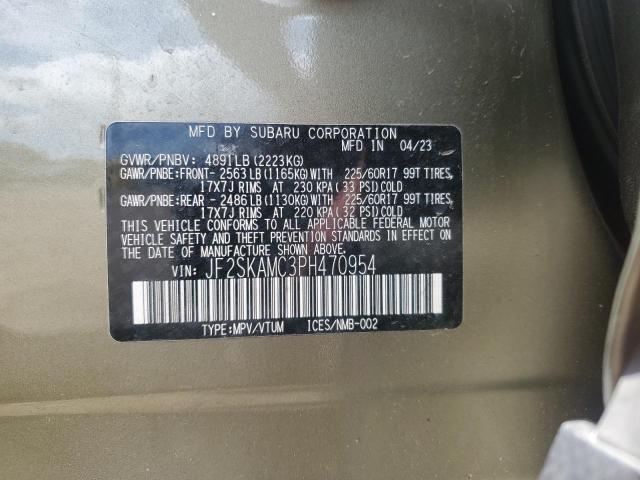 MFD BY SUBARU CORPORATION
MFD IN 04/23
GVWR/PNBV: 4891LB(2223KG)
GAWR/PNBE:FRONT- 2563LB(1165KG)WITH 225/60R17 99T TIRES,
17X7J RIMS AT 230 KPA(33 PSI)COLD
GAWR/PNBE:REAR - 2486LB(1130KG)WITH 225/60R17 99T TIRES,
17X7J RIMS AT 220 KPA(32 PSI)COLD
THIS VEHICLE CONFORMS TO ALL APPLICABLE FEDERAL MOTOR
VEHICLE SAFETY AND THEFT PREVENTION STANDARDS IN EFFECT ON
THE DATE OF MANUFACTURE SHOWN ABOVE.
VIN: JF2SKAMC3PH470954
TYPE:MPV/VTUM ICES/NMB-002